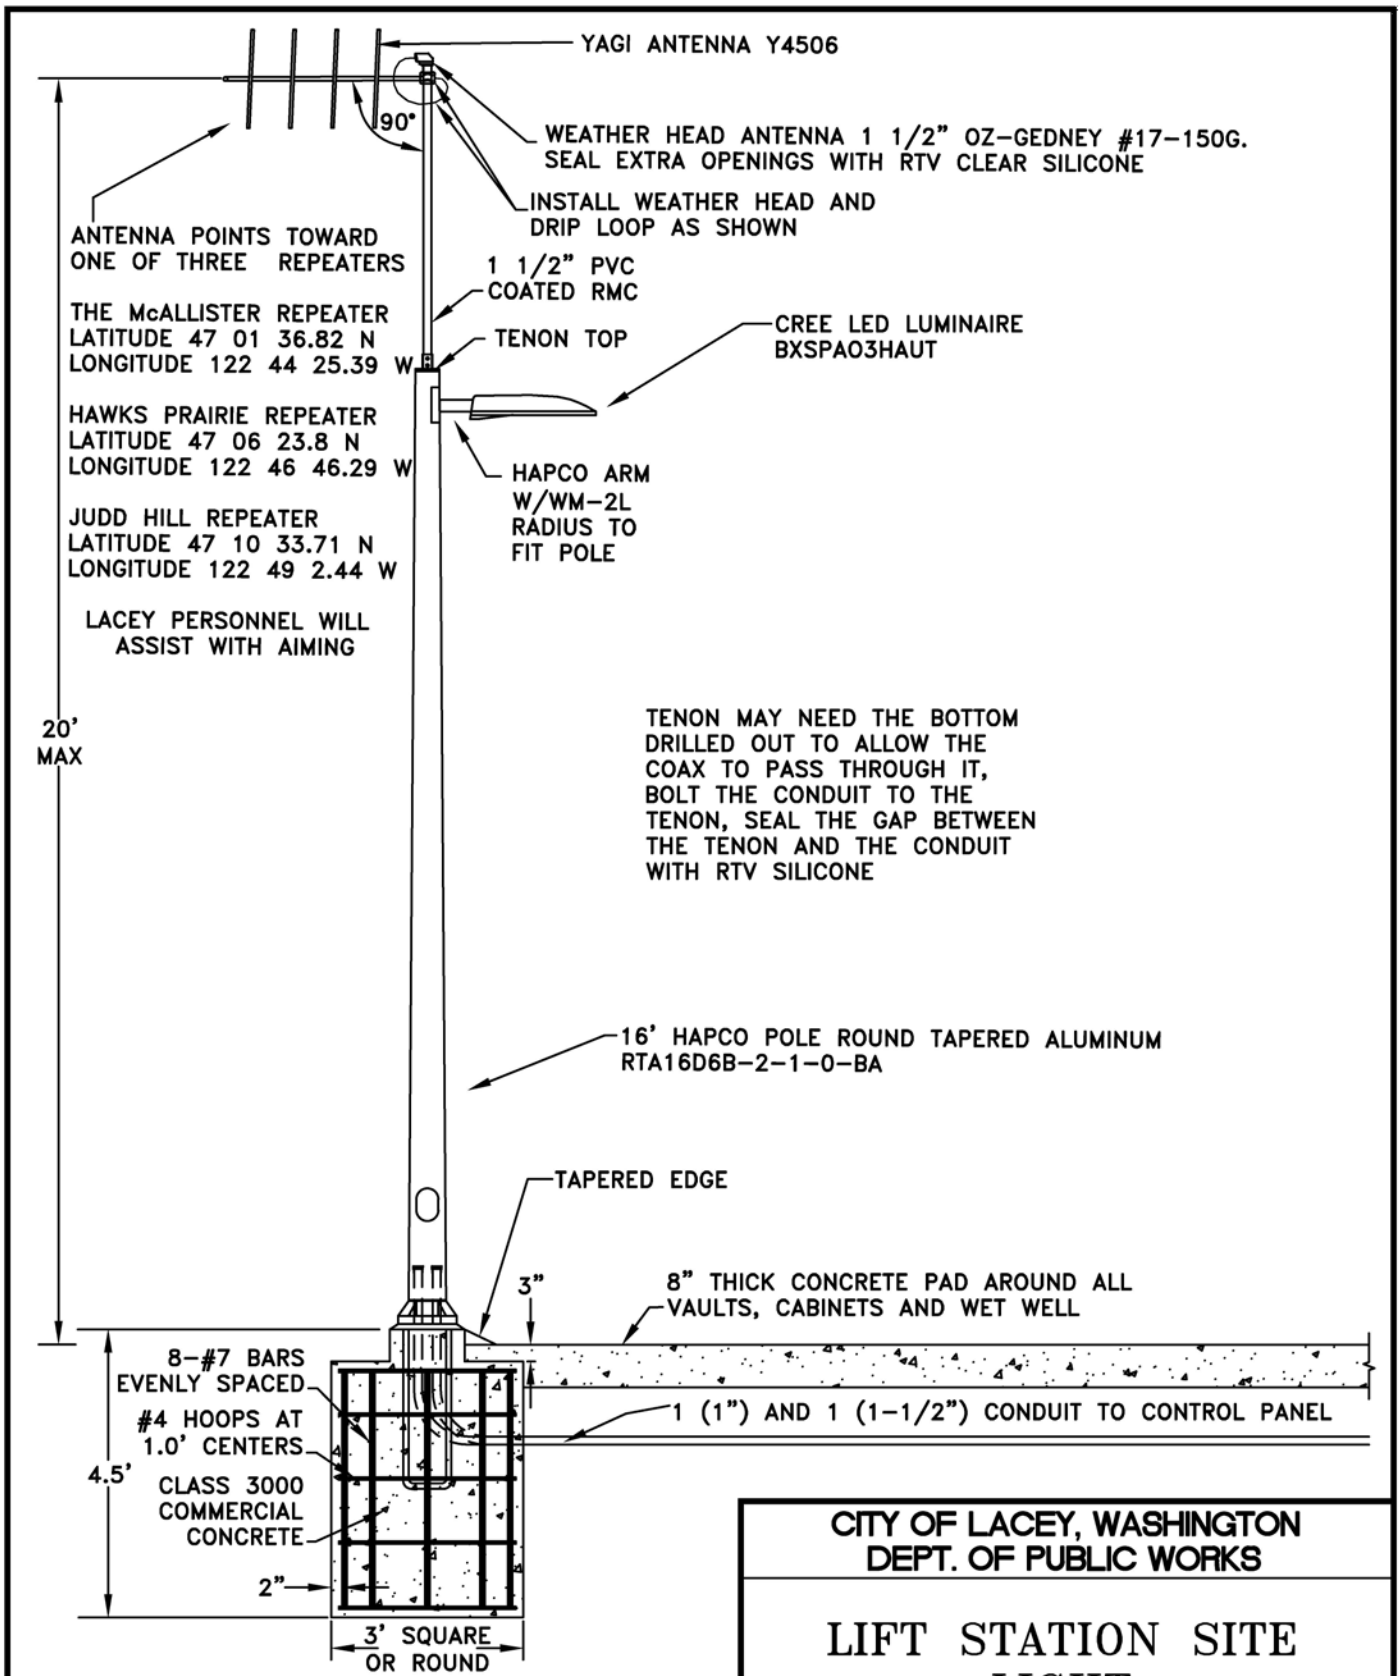 YAGI ANTENNA Y4506
90°
WEATHER HEAD ANTENNA 1 1/2" OZ-GEDNEY #17-150G.
SEAL EXTRA OPENINGS WITH RTV CLEAR SILICONE
INSTALL WEATHER HEAD AND
DRIP LOOP AS SHOWN
ANTENNA POINTS TOWARD
ONE OF THREE REPEATERS
1 1/2" PVC
COATED RMC
THE McALLISTER REPEATER
LATITUDE 47 01 36.82 N
LONGITUDE 122 44 25.39 W
TENON TOP
CREE LED LUMINAIRE
BXSPA03HAUT
HAWKS PRAIRIE REPEATER
LATITUDE 47 06 23.8 N
LONGITUDE 122 46 46.29 W
HAPCO ARM
W/WM-2L
RADIUS TO
FIT POLE
JUDD HILL REPEATER
LATITUDE 47 10 33.71 N
LONGITUDE 122 49 2.44 W
LACEY PERSONNEL WILL
ASSIST WITH AIMING
20'
MAX
TENON MAY NEED THE BOTTOM
DRILLED OUT TO ALLOW THE
COAX TO PASS THROUGH IT,
BOLT THE CONDUIT TO THE
TENON, SEAL THE GAP BETWEEN
THE TENON AND THE CONDUIT
WITH RTV SILICONE
16' HAPCO POLE ROUND TAPERED ALUMINUM
RTA16D6B-2-1-0-BA
TAPERED EDGE
3"
8" THICK CONCRETE PAD AROUND ALL
VAULTS, CABINETS AND WET WELL
8-#7 BARS
EVENLY SPACED
#4 HOOPS AT
1.0' CENTERS
1 (1") AND 1 (1-1/2") CONDUIT TO CONTROL PANEL
4.5'
CLASS 3000
COMMERCIAL
CONCRETE
2"
3' SQUARE
OR ROUND
CITY OF LACEY, WASHINGTON
DEPT. OF PUBLIC WORKS
LIFT STATION SITE